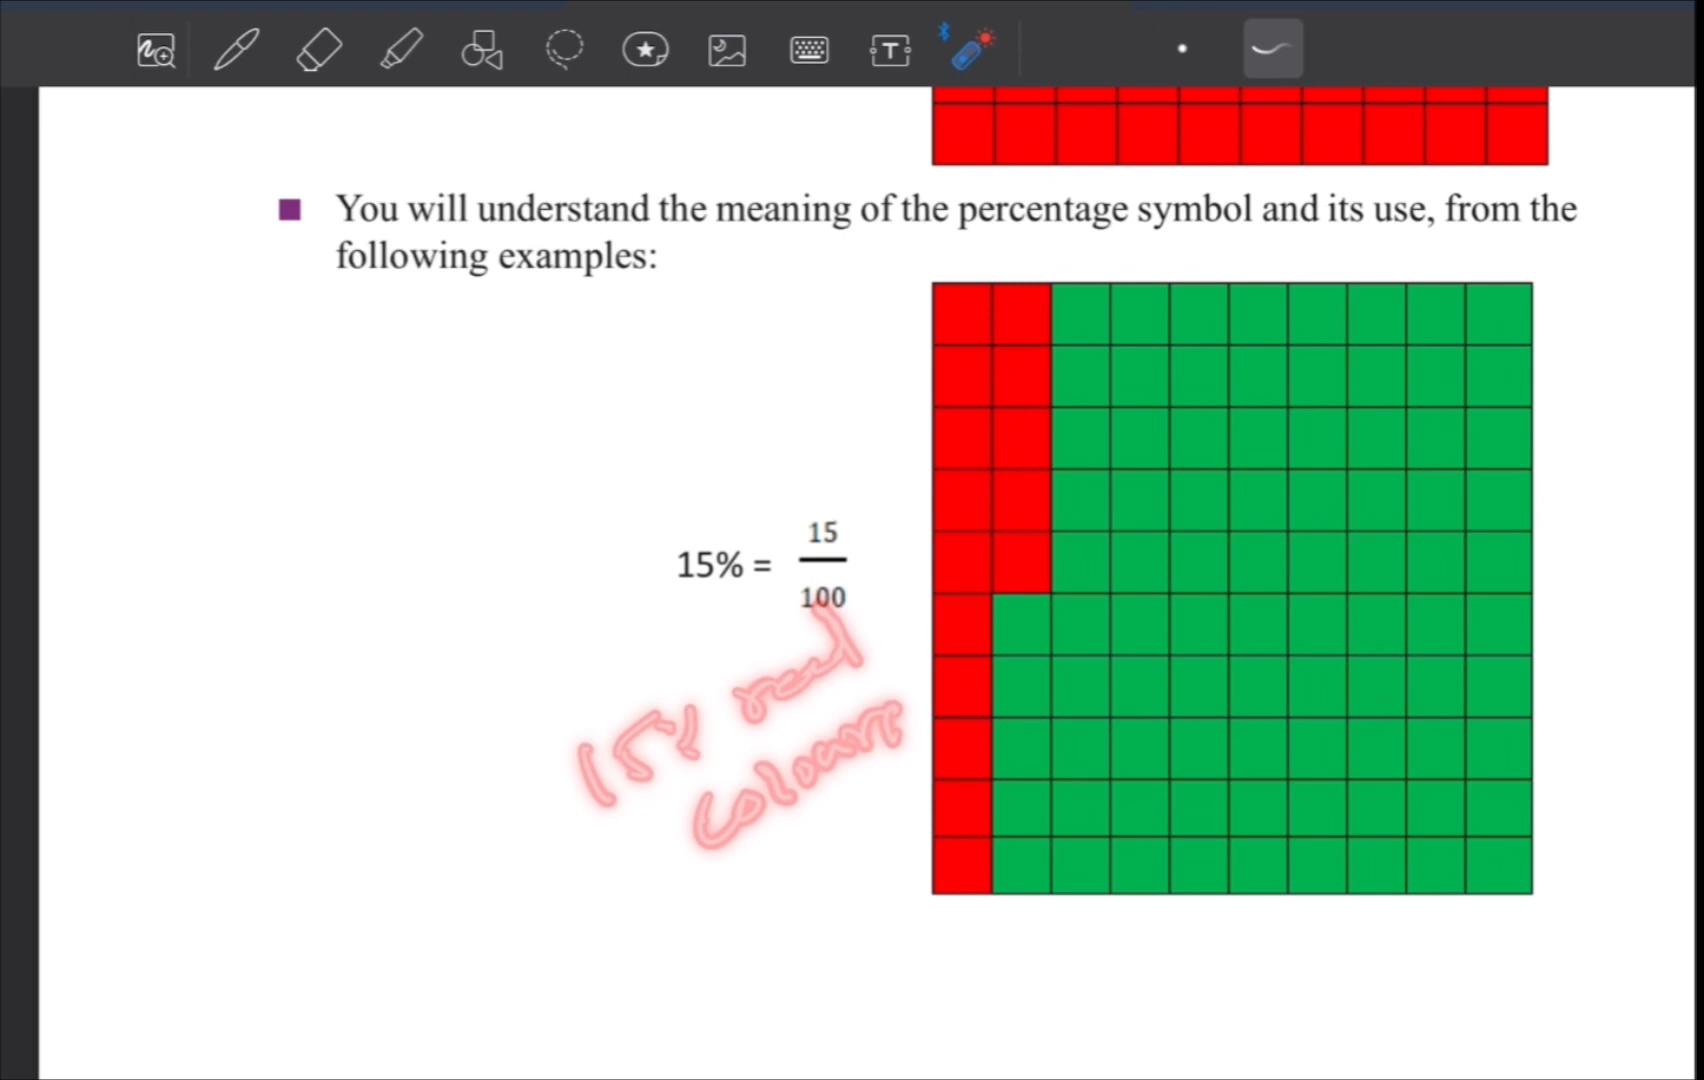 You will understand the meaning of the percentage symbol and its use, from the
following examples:
15% = 15/100
15% red
colour